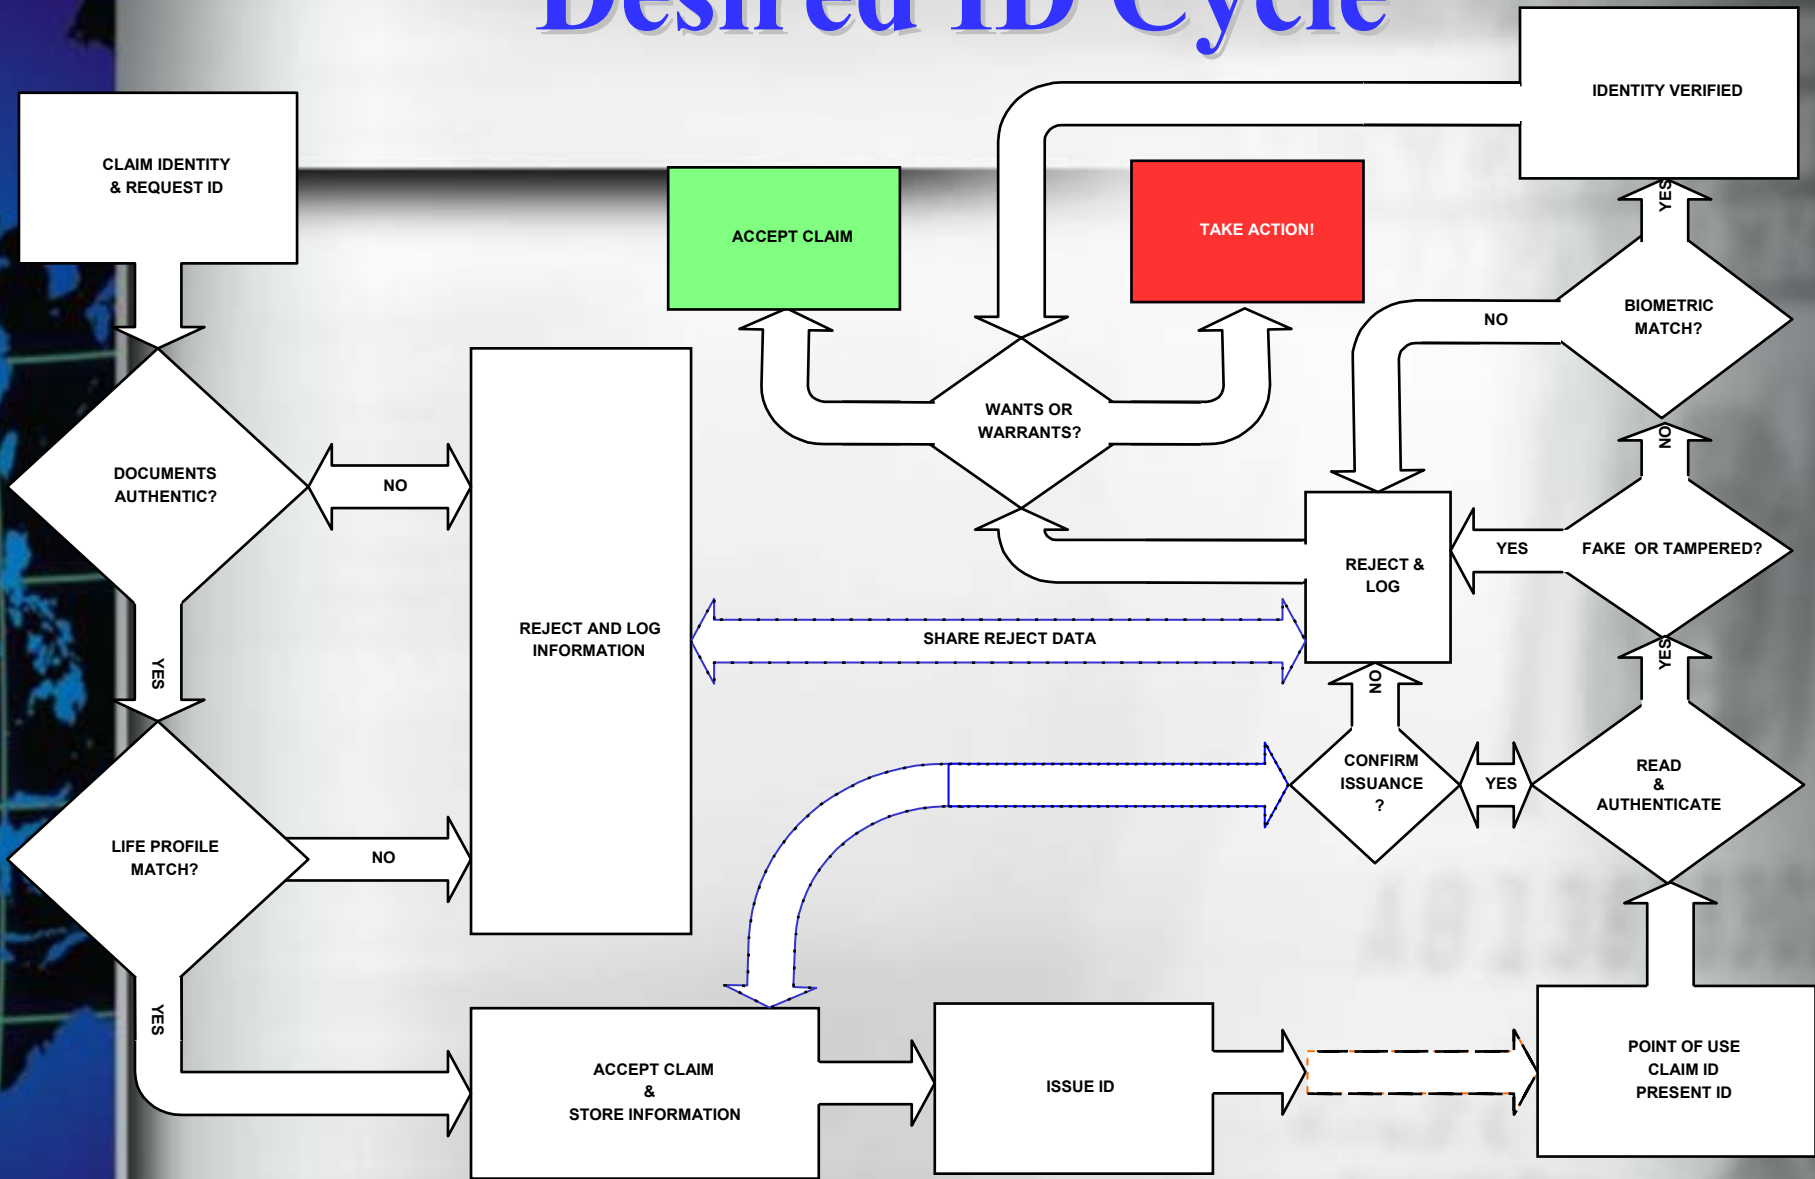 Desired ID Cycle
IDENTITY VERIFIED
CLAIM IDENTITY
& REQUEST ID
ACCEPT CLAIM
TAKE ACTION!
YES
BIOMETRIC
MATCH?
NO
WANTS OR
WARRANTS?
NO
DOCUMENTS
AUTHENTIC?
NO
REJECT &
LOG
YES
FAKE OR TAMPERED?
REJECT AND LOG
INFORMATION
SHARE REJECT DATA
YES
YES
NO
CONFIRM
ISSUANCE
?
YES
READ
&
AUTHENTICATE
LIFE PROFILE
MATCH?
NO
YES
ACCEPT CLAIM
&
STORE INFORMATION
ISSUE ID
POINT OF USE
CLAIM ID
PRESENT ID